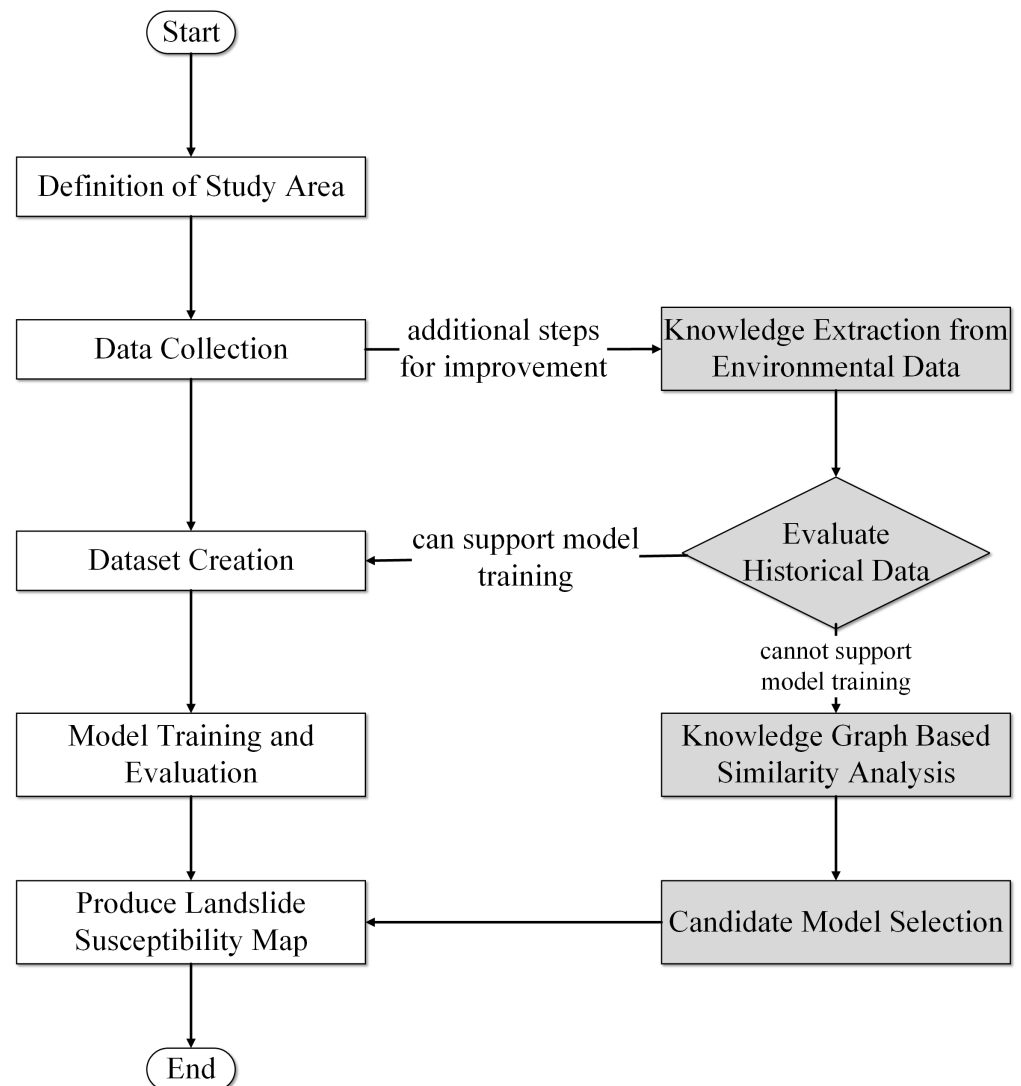 Start
Definition of Study Area
Data Collection
additional steps
for improvement
Knowledge Extraction from
Environmental Data
Dataset Creation
can support model
training
Evaluate
Historical Data
cannot support
model training
Model Training and
Evaluation
Knowledge Graph Based
Similarity Analysis
Produce Landslide
Susceptibility Map
Candidate Model Selection
End